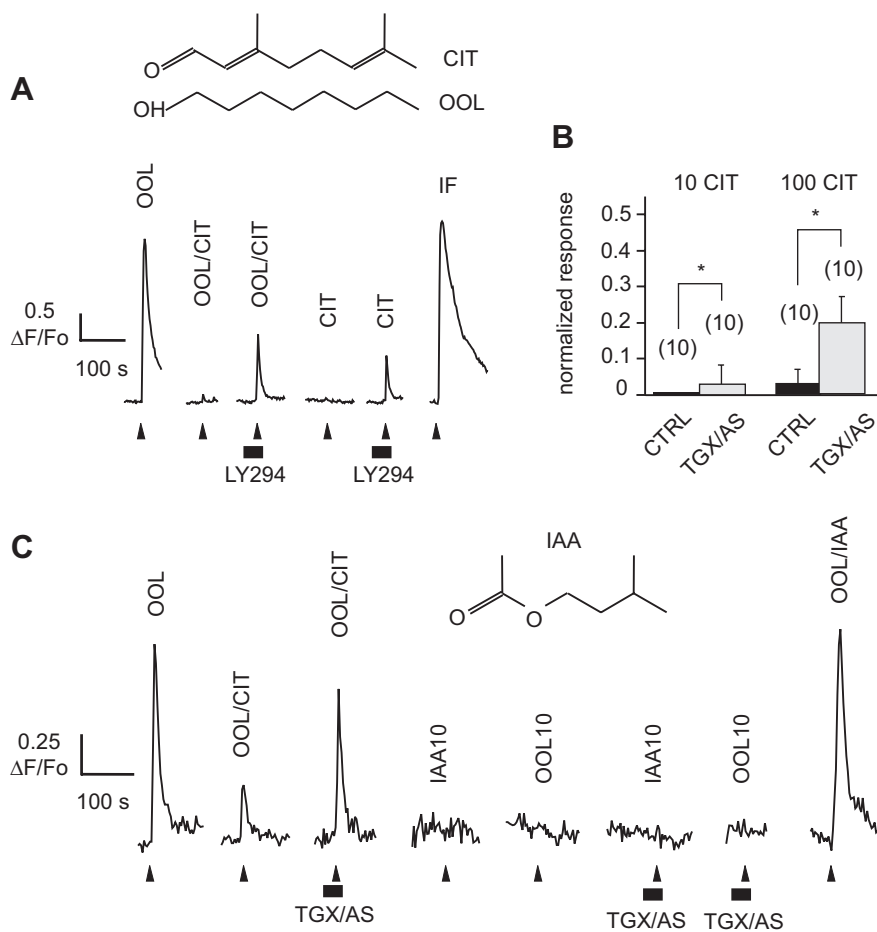 A
CIT
OH
OOL
O
OOL
OOL/CIT
OOL/CIT
CIT
CIT
IF
0.5
ΔF/Fo
100 s
LY294
LY294
B
10 CIT
100 CIT
normalized response
0.5
0.4
0.3
0.2
0.1
0
*
*
(10)
(10)
(10)
(10)
CTRL
TGX/AS
CTRL
TGX/AS
C
IAA
O
O
OOL
OOL/CIT
OOL/CIT
IAA10
OOL10
IAA10
OOL10
OOL/IAA
0.25
ΔF/Fo
100 s
TGX/AS
TGX/AS
TGX/AS